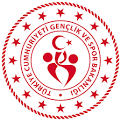 TÜRKİYE CUMHURİYETİ GENÇLİK VE SPOR BAKANLIĞI